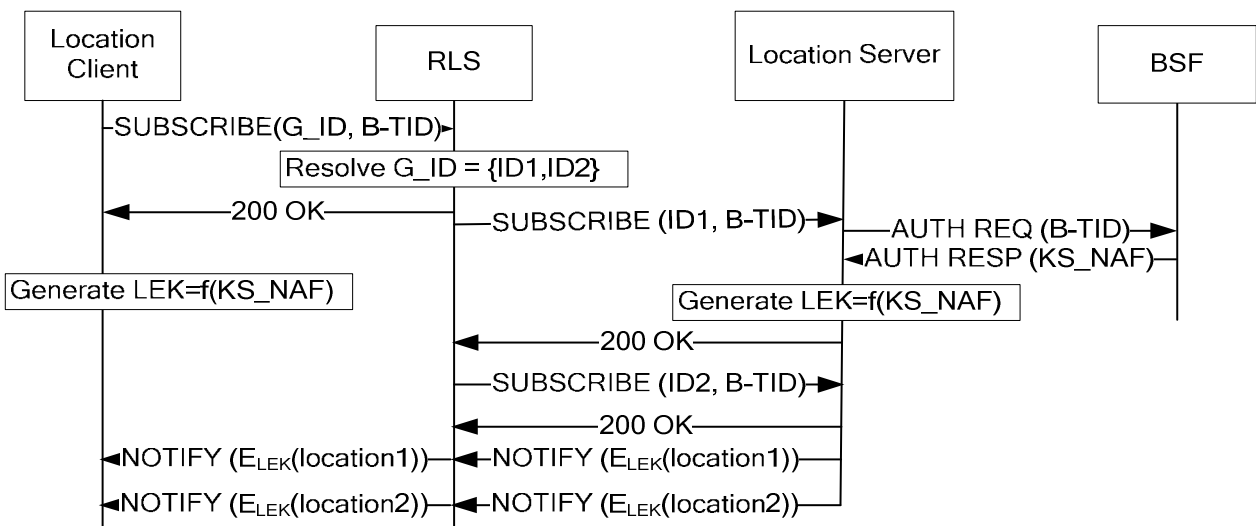 Location
Client
RLS
Location Server
BSF
SUBSCRIBE(G_ID, B-TID)
Resolve G_ID = {ID1,ID2}
200 OK
SUBSCRIBE (ID1, B-TID)
AUTH REQ (B-TID)
AUTH RESP (KS_NAF)
Generate LEK=f(KS_NAF)
Generate LEK=f(KS_NAF)
200 OK
SUBSCRIBE (ID2, B-TID)
200 OK
NOTIFY (ELEK(location1))
NOTIFY (ELEK(location1))
NOTIFY (ELEK(location2))
NOTIFY (ELEK(location2))